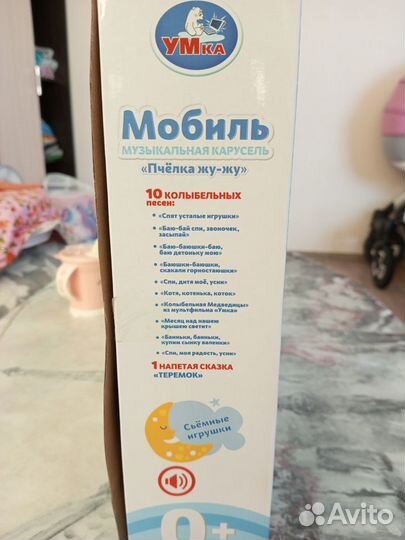 УМка
Мобиль
МУЗЫКАЛЬНАЯ КАРУСЕЛЬ
«Пчёлка жу-жу»
10 КОЛЫБЕЛЬНЫХ
песен:
• «Спят усталые игрушки»
• «Баю-бай спи, звоночек,
засыпай»
• «Баю-баюшки-баю,
баю детоньку мою»
• «Баюшки-баюшки,
скакали горностаюшки»
• «Спи, дитя моё, усни»
• «Котя, котенька, коток»
• «Колыбельная Медведицы»
из мультфильма «Умка»
• «Месяц над нашею
крышею светит»
• «Баиньки, баиньки,
купим сынку валенки»
• «Спи, моя радость, усни»
1 НАПЕТАЯ СКАЗКА
«ТЕРЕМОК»
Съёмные
игрушки
0+
Avito